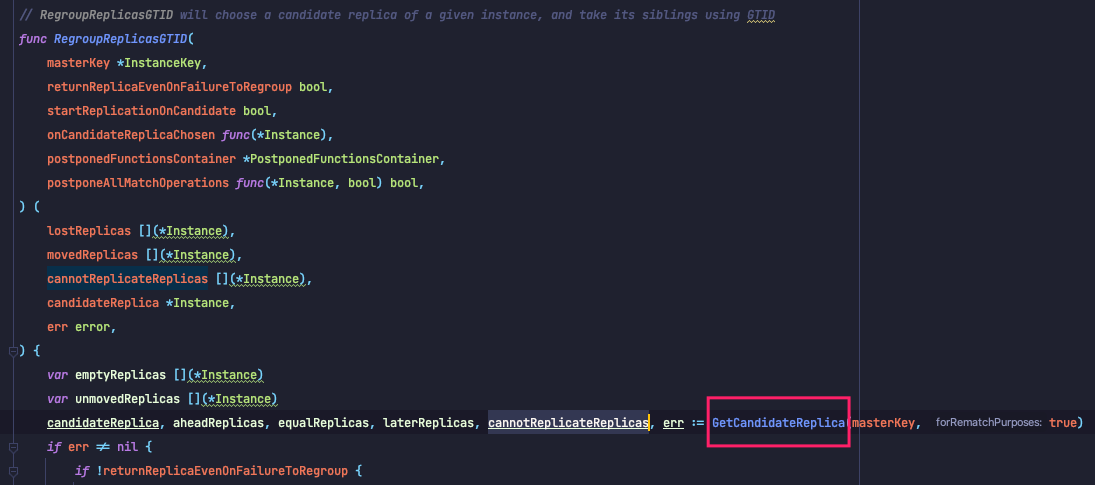 // RegroupReplicasGTID will choose a candidate replica of a given instance, and take its siblings using GTID
func RegroupReplicasGTID(
masterKey *InstanceKey,
returnReplicaEvenOnFailureToRegroup bool,
startReplicationOnCandidate bool,
onCandidateReplicaChosen func(*Instance),
postponedFunctionsContainer *PostponedFunctionsContainer,
postponeAllMatchOperations func(*Instance, bool) bool,
) (
lostReplicas [](*Instance),
movedReplicas [](*Instance),
cannotReplicateReplicas [](*Instance),
candidateReplica *Instance,
err error,
) {
var emptyReplicas [](*Instance)
var unmovedReplicas [](*Instance)
candidateReplica, aheadReplicas, equalReplicas, laterReplicas, cannotReplicateReplicas, err := GetCandidateReplica(masterKey, forRematchPurposes: true)
if err ≠ nil {
if !returnReplicaEvenOnFailureToRegroup {